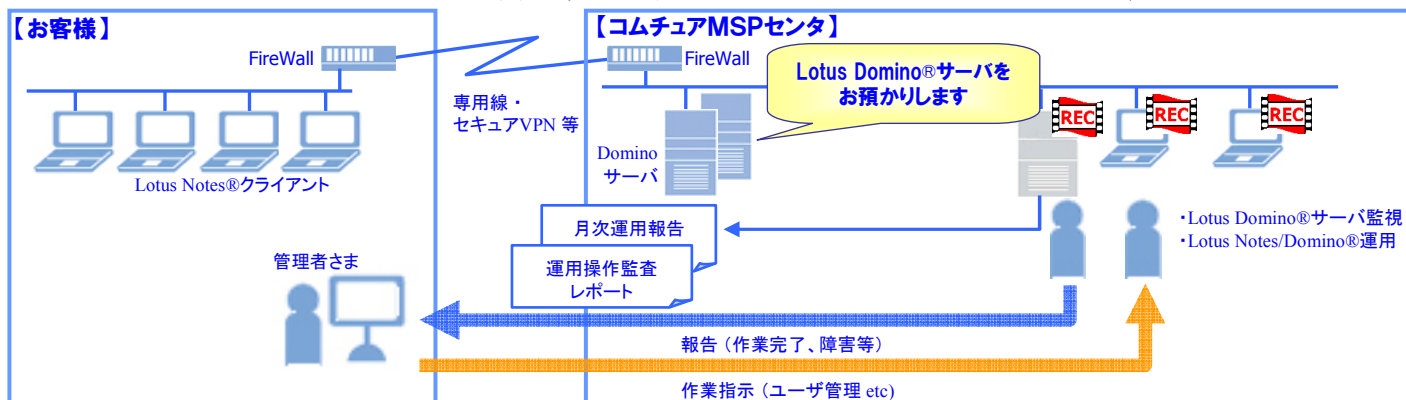 【お客様】
FireWall
Lotus Notes®クライアント
管理者さま
専用線・
セキュアVPN 等
【コムチュアMSPセンタ】
FireWall
Lotus Domino®サーバを
お預かりします
Domino
サーバ
REC
REC
REC
月次運用報告
運用操作監査
レポート
・Lotus Domino®サーバ監視
・Lotus Notes/Domino®運用
報告（作業完了、障害等）
作業指示（ユーザ管理 etc)